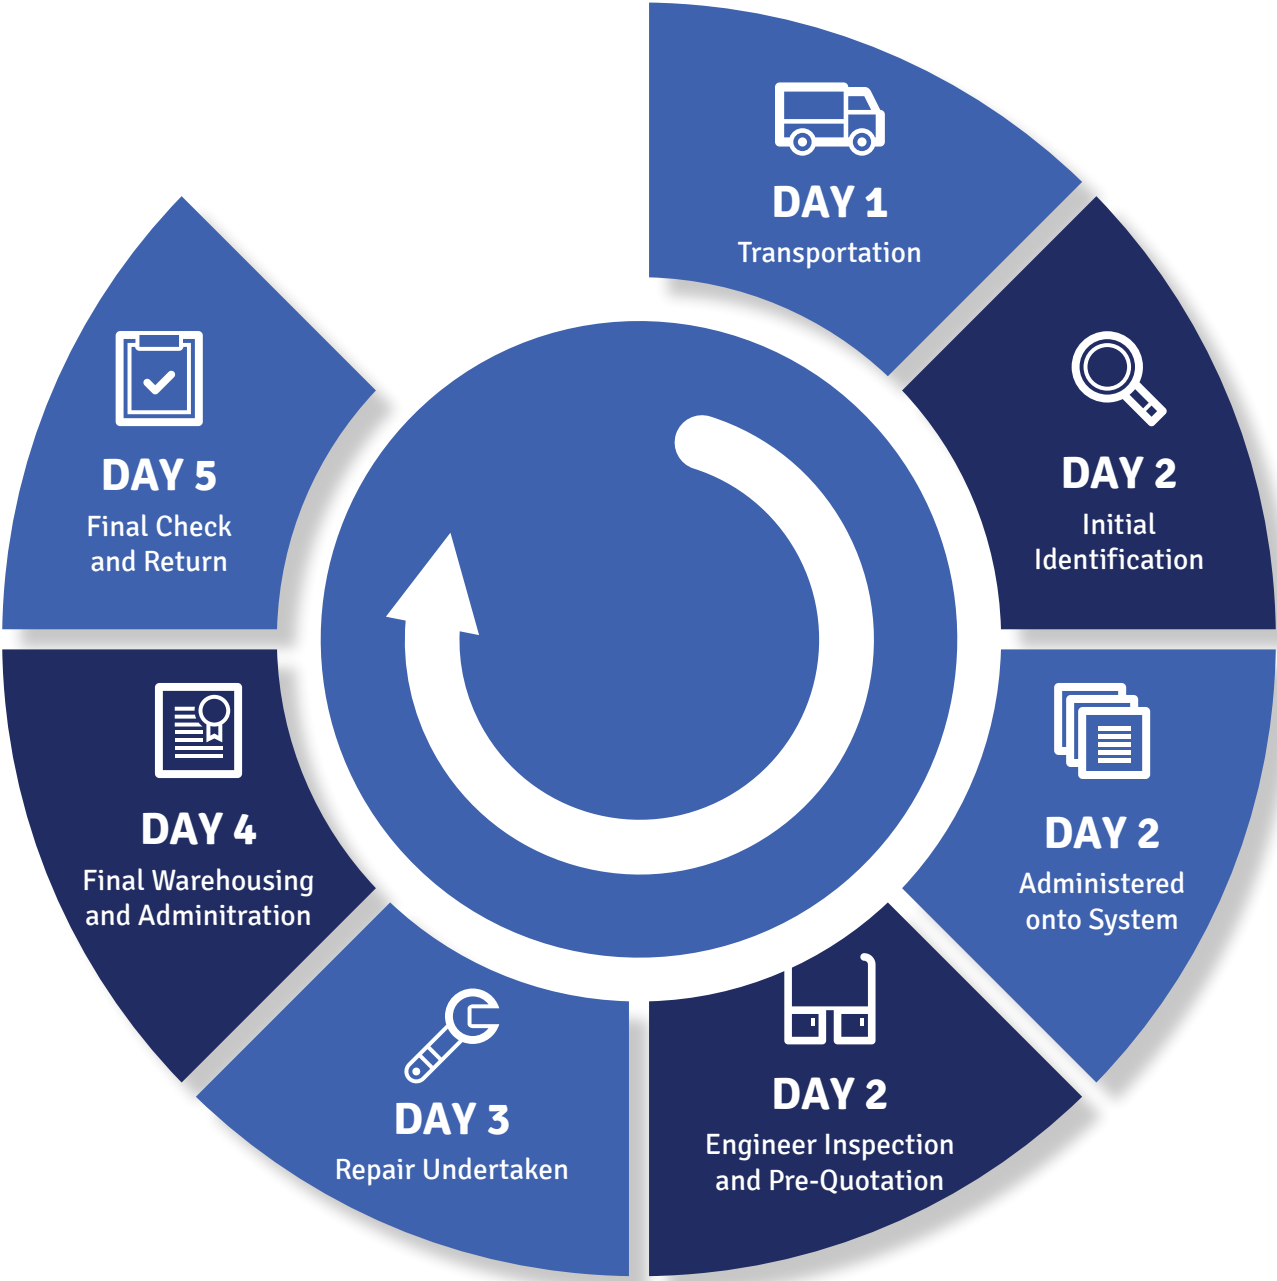 DAY 1
Transportation
DAY 2
Initial
Identification
DAY 2
Administered
onto System
DAY 2
Engineer Inspection
and Pre-Quotation
DAY 3
Repair Undertaken
DAY 4
Final Warehousing
and Adminitration
DAY 5
Final Check
and Return